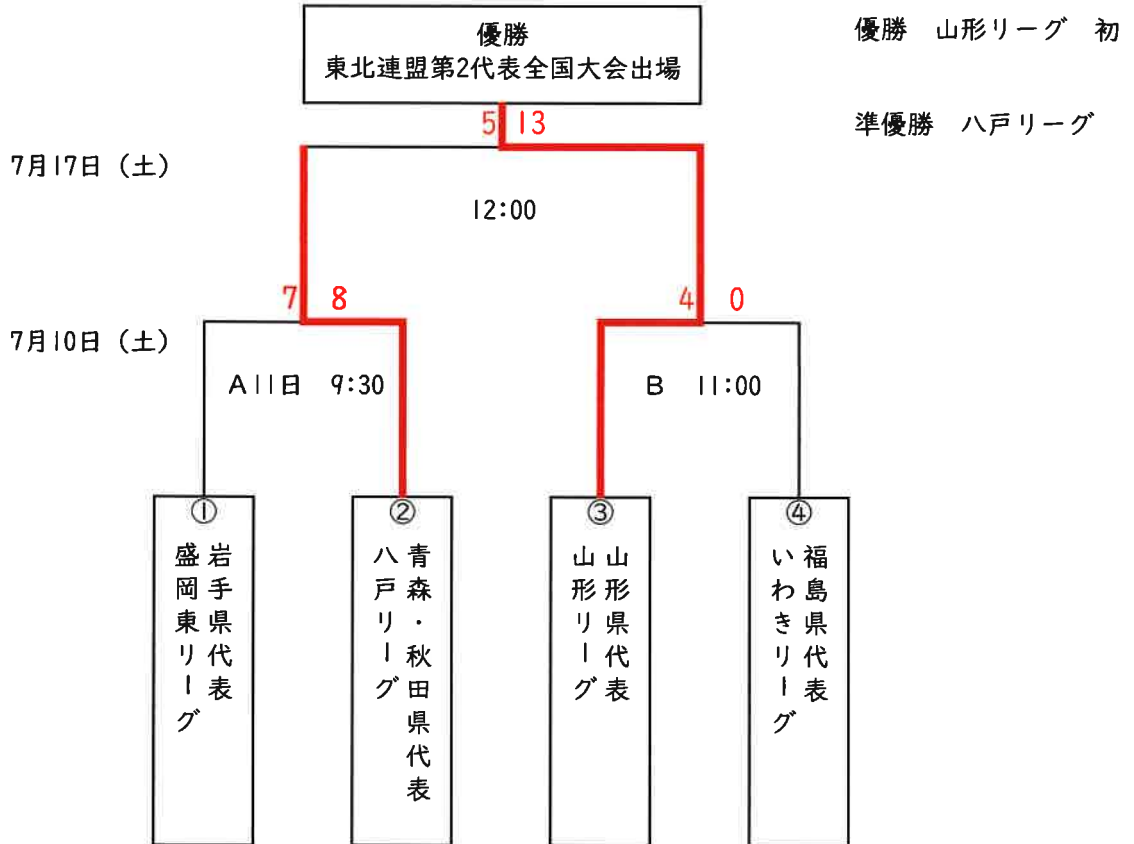 優勝
東北連盟第2代表全国大会出場
優勝 山形リーグ 初
準優勝 八戸リーグ
5 13
7月17日（土）
12:00
7 8
4 0
7月10日（土）
A11日 9:30
B 11:00
①
岩手県代表
盛岡東リーグ
②
青森・秋田県代表
八戸リーグ
③
山形県代表
山形リーグ
④
福島県代表
いわきリーグ